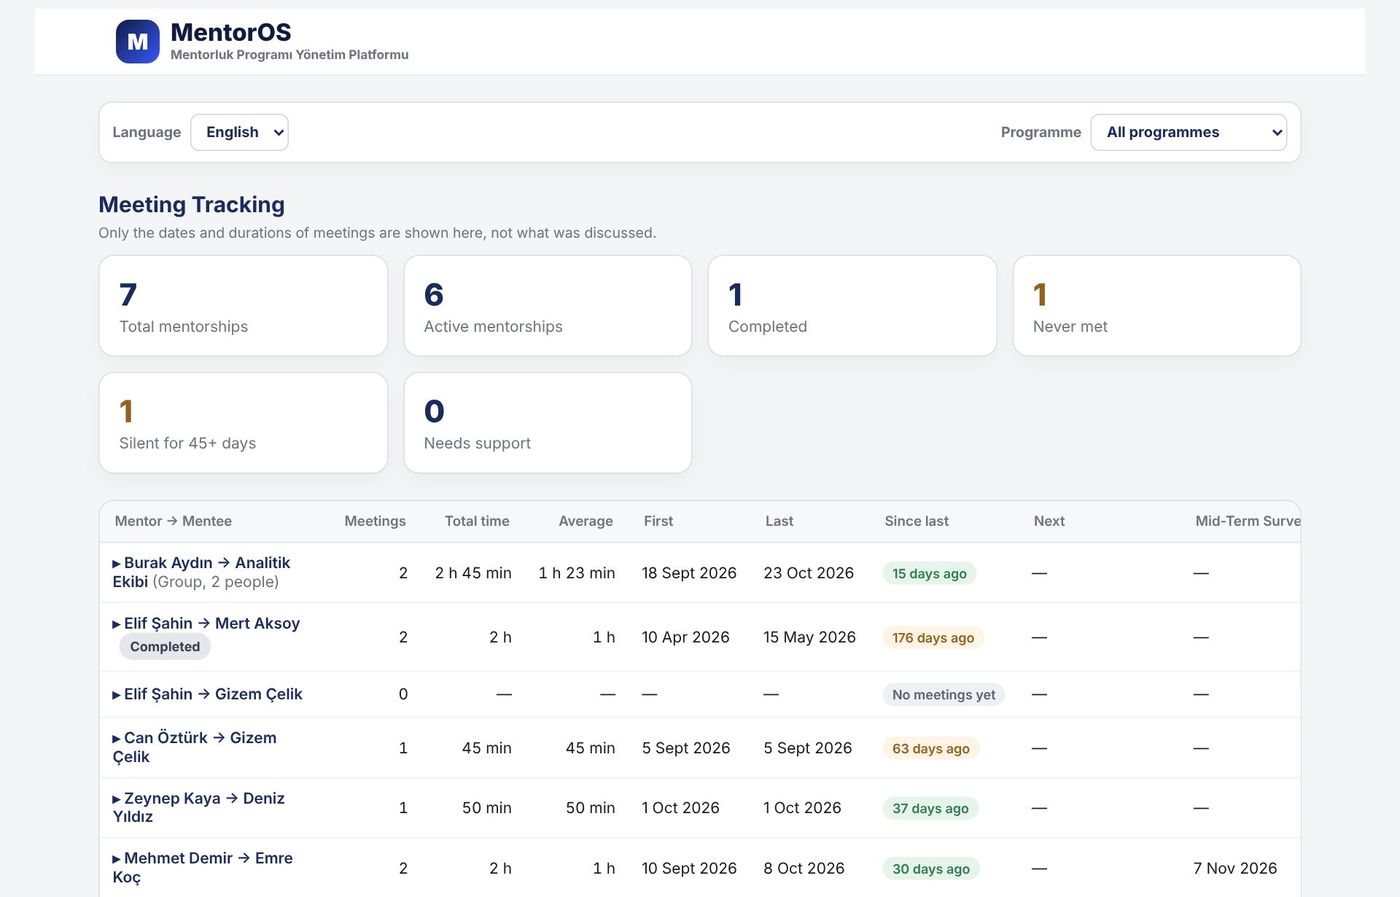 M
MentorOS
Mentorluk Programı Yönetim Platformu
Language English Programme All programmes
Meeting Tracking
Only the dates and durations of meetings are shown here, not what was discussed.
7 6 1 1
Total mentorships Active mentorships Completed Never met
1 0
Silent for 45+ days Needs support
Mentor → Mentee Meetings Total time Average First Last Since last Next Mid-Term Surve
▸ Burak Aydın → Analitik
Ekibi (Group, 2 people) 2 2 h 45 min 1 h 23 min 18 Sept 2026 23 Oct 2026 15 days ago — —
▸ Elif Şahin → Mert Aksoy
Completed 2 2 h 1 h 10 Apr 2026 15 May 2026 176 days ago — —
▸ Elif Şahin → Gizem Çelik 0 — — — — No meetings yet — —
▸ Can Öztürk → Gizem
Çelik 1 45 min 45 min 5 Sept 2026 5 Sept 2026 63 days ago — —
▸ Zeynep Kaya → Deniz
Yıldız 1 50 min 50 min 1 Oct 2026 1 Oct 2026 37 days ago — —
▸ Mehmet Demir → Emre
Koç 2 2 h 1 h 10 Sept 2026 8 Oct 2026 30 days ago — 7 Nov 2026